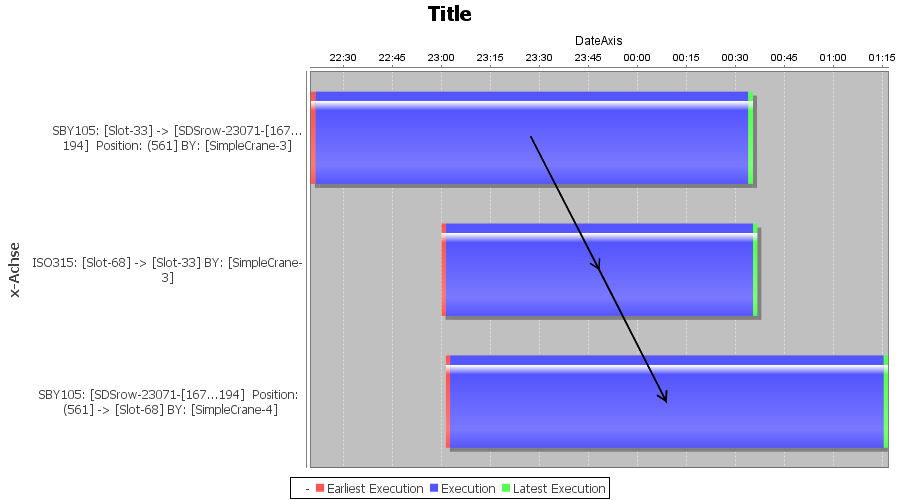 Title
DateAxis
22:30 22:45 23:00 23:15 23:30 23:45 00:00 00:15 00:30 00:45 01:00 01:15
x-Achse
SBY105: [Slot-33] -> [SDSrow-23071-[167...
194] Position: (561] BY: [SimpleCrane-3]
ISO315: [Slot-68] -> [Slot-33] BY: [SimpleCrane-
3]
SBY105: [SDSrow-23071-[167...194] Position:
(561] -> [Slot-68] BY: [SimpleCrane-4]
- Earliest Execution Execution Latest Execution